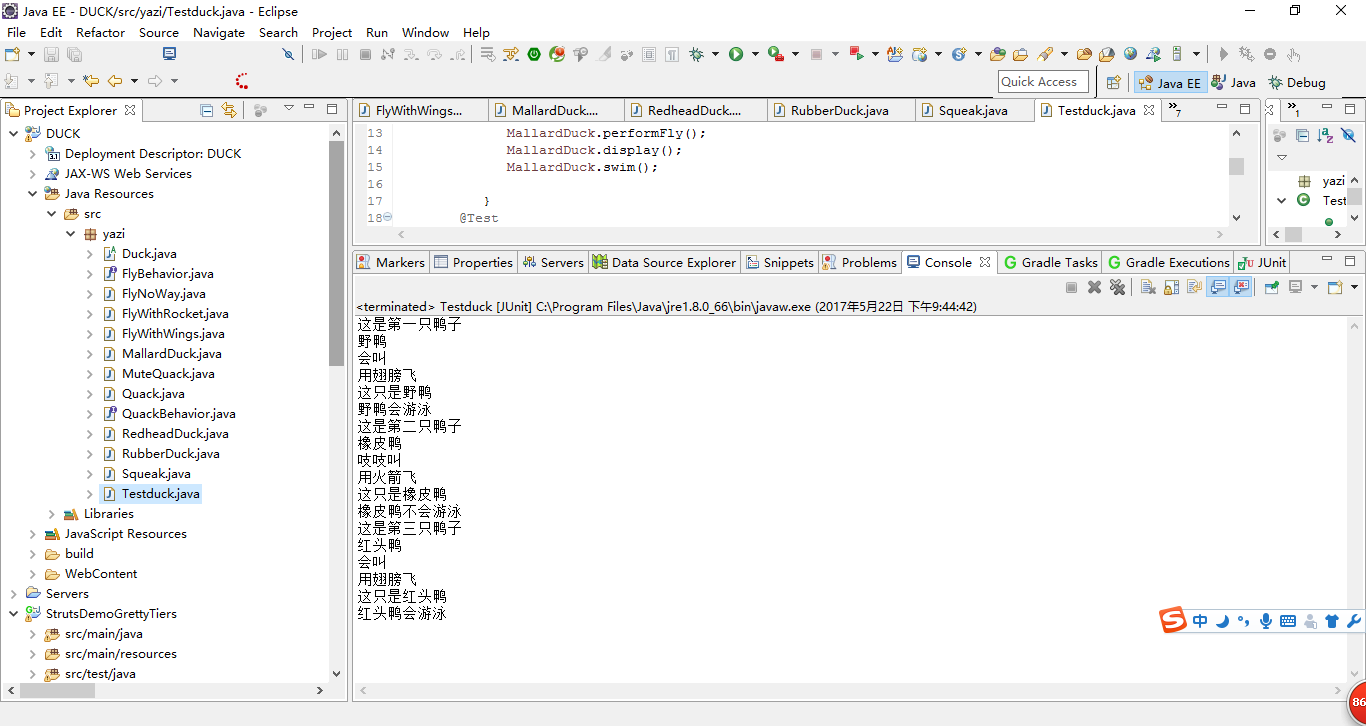 Java EE - DUCK/src/yazi/Testduck.java - Eclipse
File Edit Refactor Source Navigate Search Project Run Window Help
Quick Access Java EE Java Debug
Project Explorer
DUCK
Deployment Descriptor: DUCK
JAX-WS Web Services
Java Resources
src
yazi
Duck.java
FlyBehavior.java
FlyNoWay.java
FlyWithRocket.java
FlyWithWings.java
MallardDuck.java
MuteQuack.java
Quack.java
QuackBehavior.java
RedheadDuck.java
RubberDuck.java
Squeak.java
Testduck.java
Libraries
JavaScript Resources
build
WebContent
Servers
StrutsDemoGrettyTiers
src/main/java
src/main/resources
src/test/java
FlyWithWings... MallardDuck.... RedheadDuck.... RubberDuck.java Squeak.java Testduck.java »7
13 MallardDuck.performFly();
14 MallardDuck.display();
15 MallardDuck.swim();
16
17 }
18 @Test
»1
yazi
Test
Markers Properties Servers Data Source Explorer Snippets Problems Console Gradle Tasks Gradle Executions JUnit
<terminated> Testduck [JUnit] C:\Program Files\Java\jre1.8.0_66\bin\javaw.exe (2017年5月22日 下午9:44:42)
这是第一只鸭子
野鸭
会叫
用翅膀飞
这只是野鸭
野鸭会游泳
这是第二只鸭子
橡皮鸭
吱吱叫
用火箭飞
这只是橡皮鸭
橡皮鸭不会游泳
这是第三只鸭子
红头鸭
会叫
用翅膀飞
这只是红头鸭
红头鸭会游泳
S 中
86